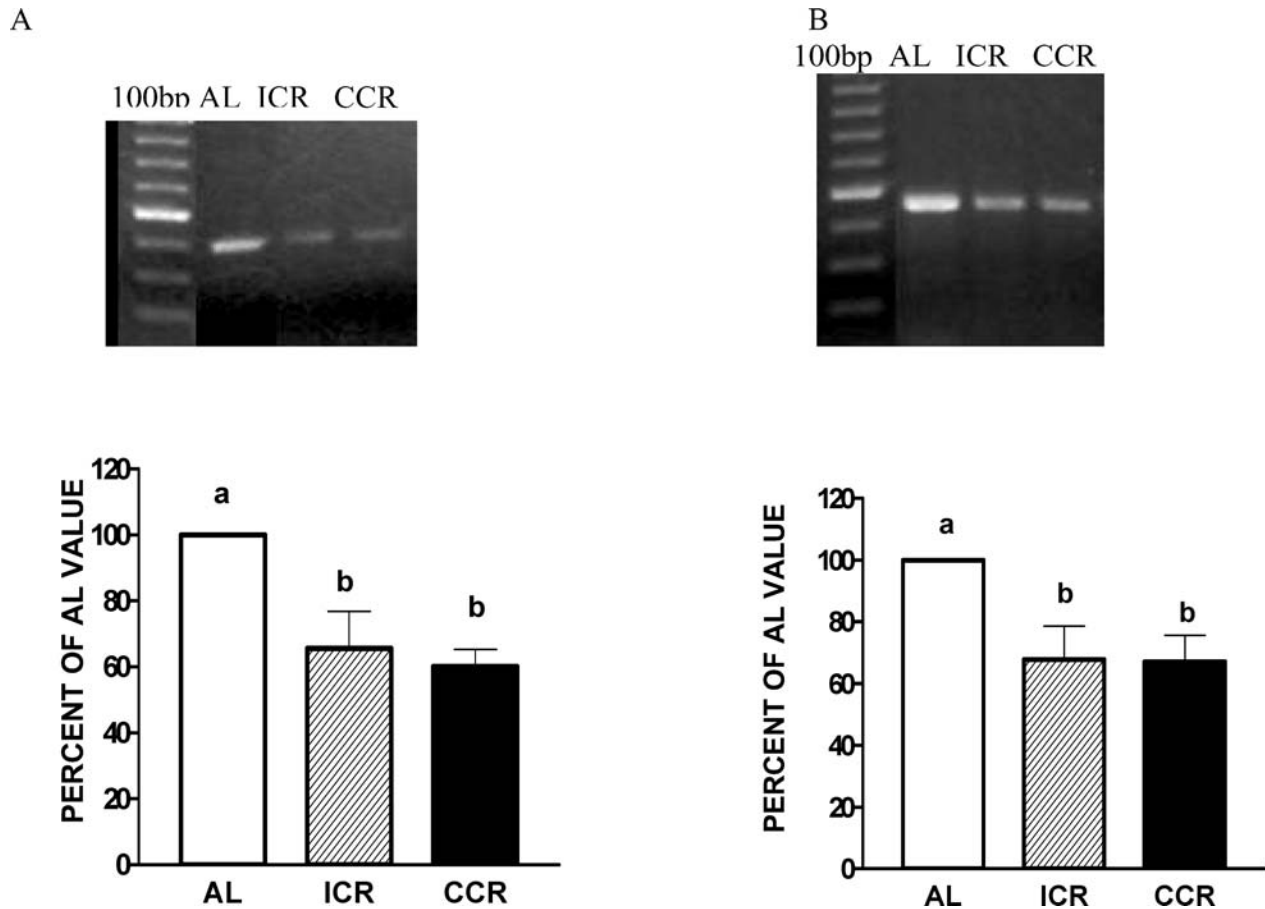 A
100bp AL ICR CCR
PERCENT OF AL VALUE
120
100
80
60
40
20
0
a
b
b
AL ICR CCR
B
100bp AL ICR CCR
PERCENT OF AL VALUE
120
100
80
60
40
20
0
a
b
b
AL ICR CCR